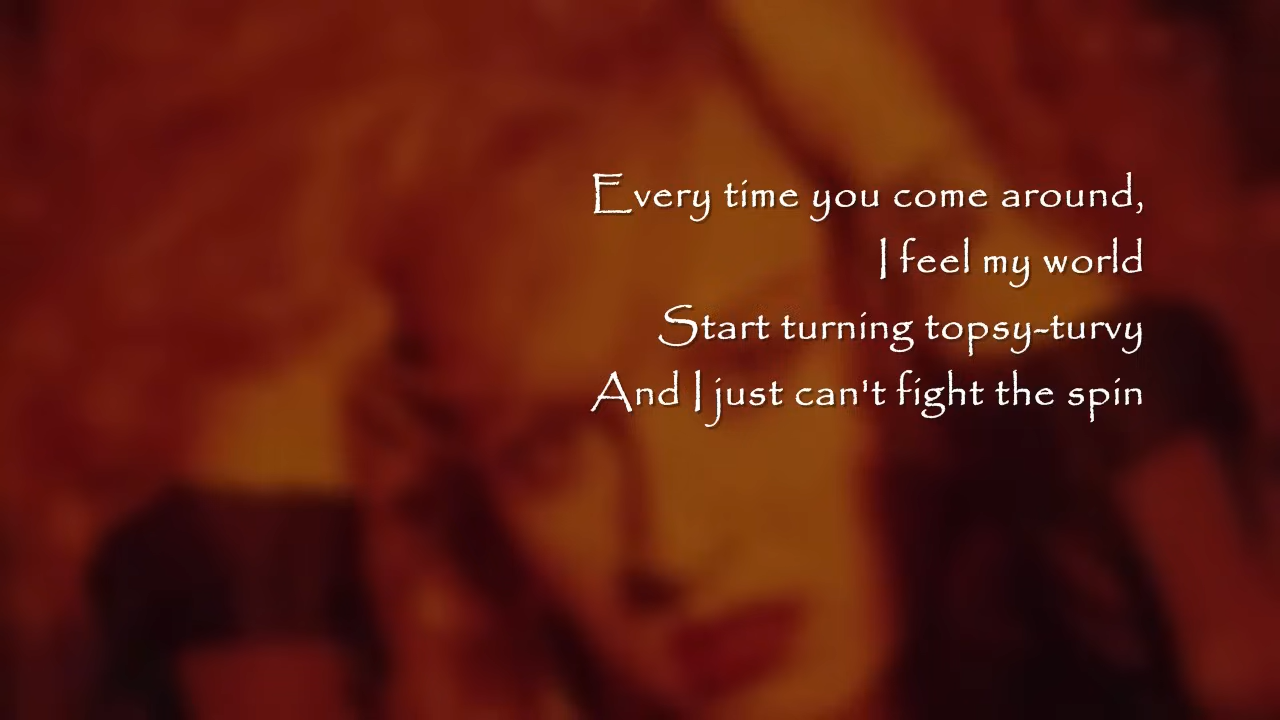 Every time you come around,
I feel my world
Start turning topsy-turvy
And I just can't fight the spin